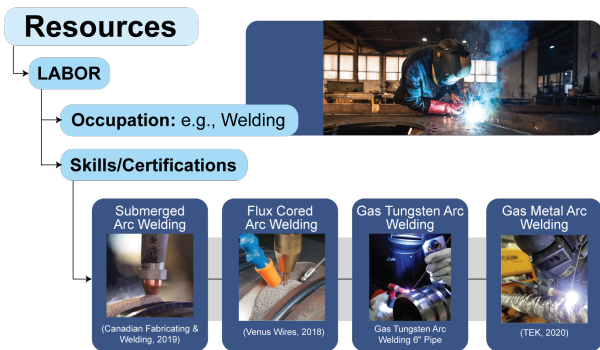 Resources
LABOR
Occupation: e.g., Welding
Skills/Certifications
Submerged
Arc Welding
(Canadian Fabricating &
Welding, 2019)
Flux Cored
Arc Welding
(Venus Wires, 2018)
Gas Tungsten Arc
Welding
Gas Tungsten Arc
Welding 6" Pipe
Gas Metal Arc
Welding
(TEK, 2020)